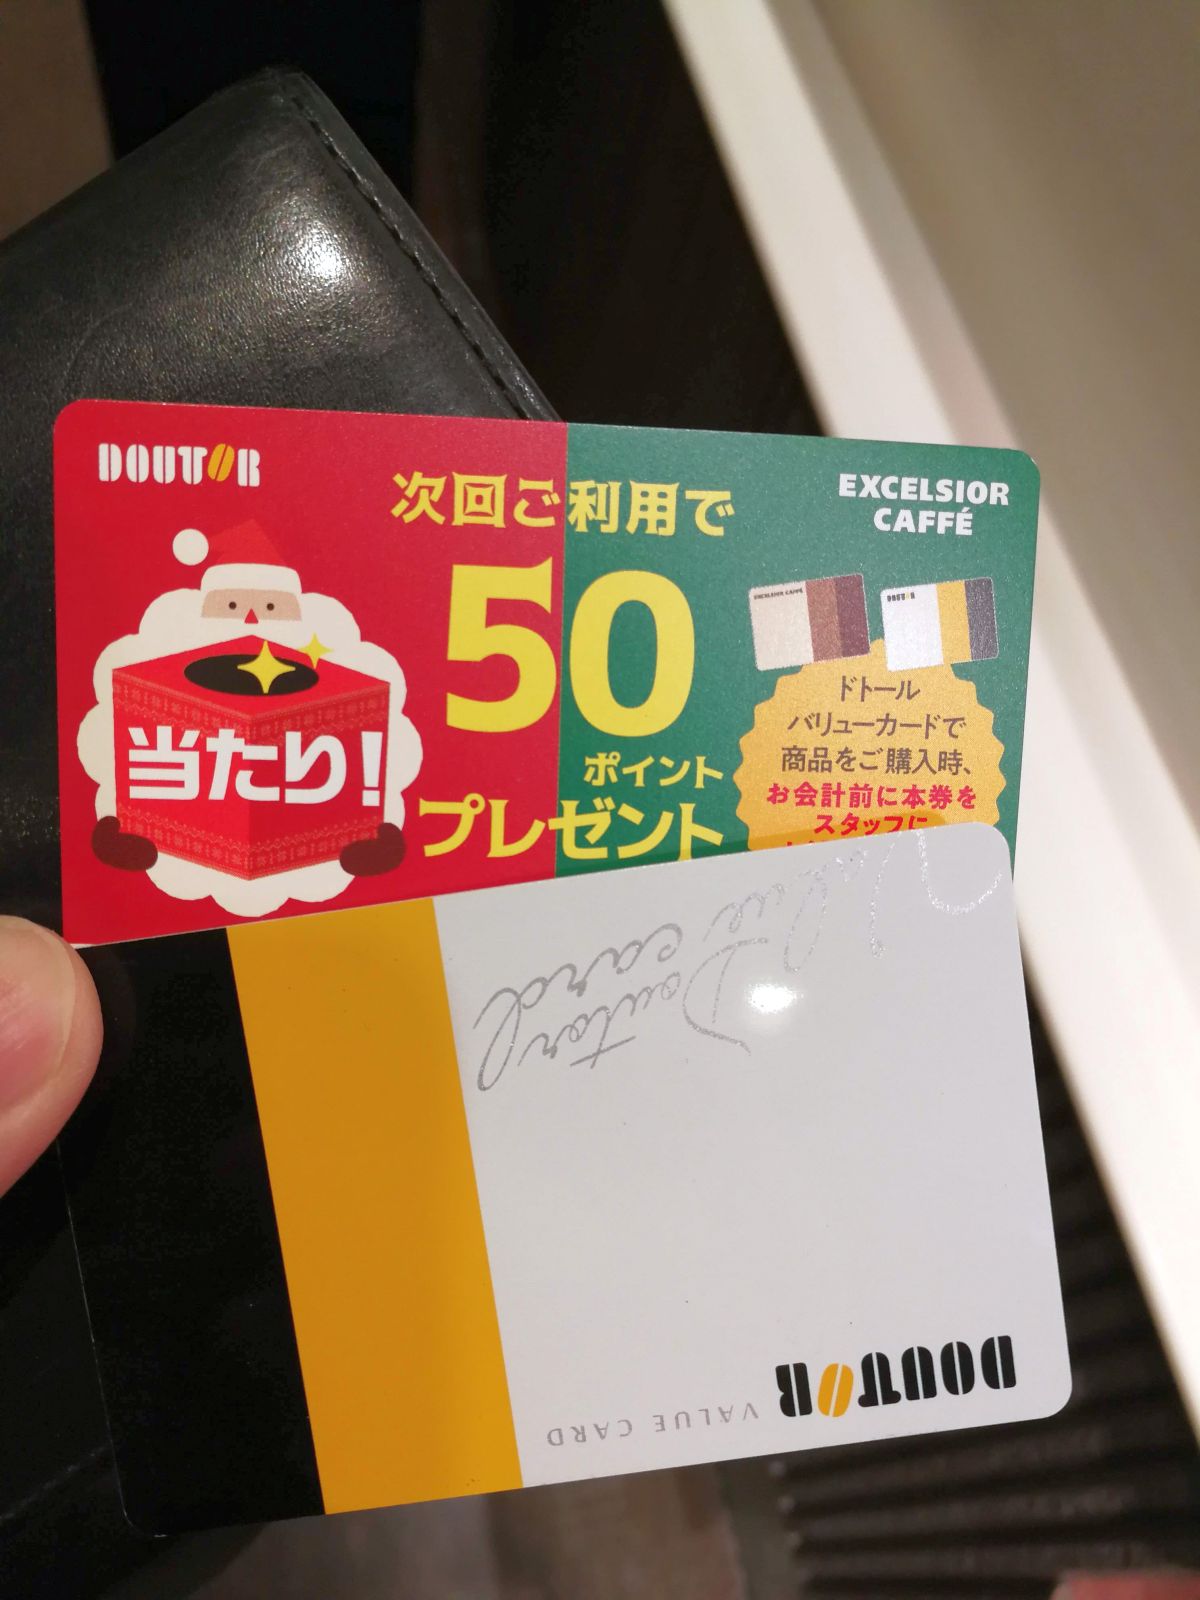 DOUTOR
次回ご利用で
EXCELSIOR
CAFFÉ
50
ポイント
プレゼント
当たり!
EXCELSIOR CAFFÉ
DOUTOR
ドトール
バリューカードで
商品をご購入時、
お会計前に本券を
スタッフに
Value
Doutor
card
DOUTOR
VALUE CARD